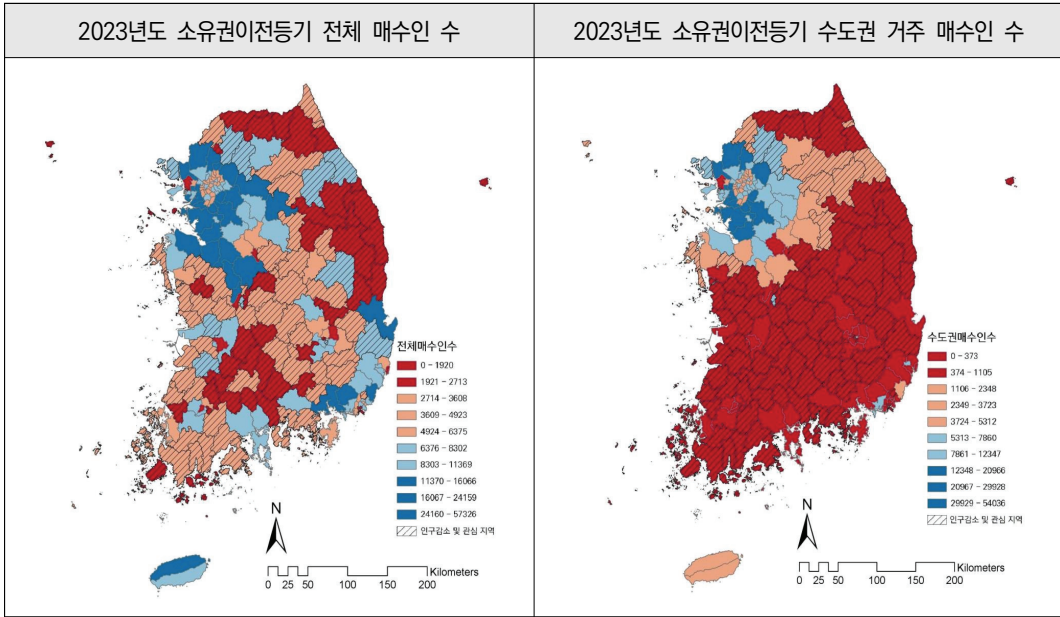 2023년도 소유권이전등기 전체 매수인 수
2023년도 소유권이전등기 수도권 거주 매수인 수
전체매수인수
0 - 1920
1921 - 2713
2714 - 3608
3609 - 4923
4924 - 6375
6376 - 8302
8303 - 11369
11370 - 16066
16067 - 24159
24160 - 57326
인구감소 및 관심 지역
N
Kilometers
0 25 50 100 150 200
수도권매수인수
0 - 373
374 - 1105
1106 - 2348
2349 - 3723
3724 - 5312
5313 - 7860
7861 - 12347
12348 - 20966
20967 - 29928
29929 - 54036
인구감소 및 관심 지역
N
Kilometers
0 25 50 100 150 200